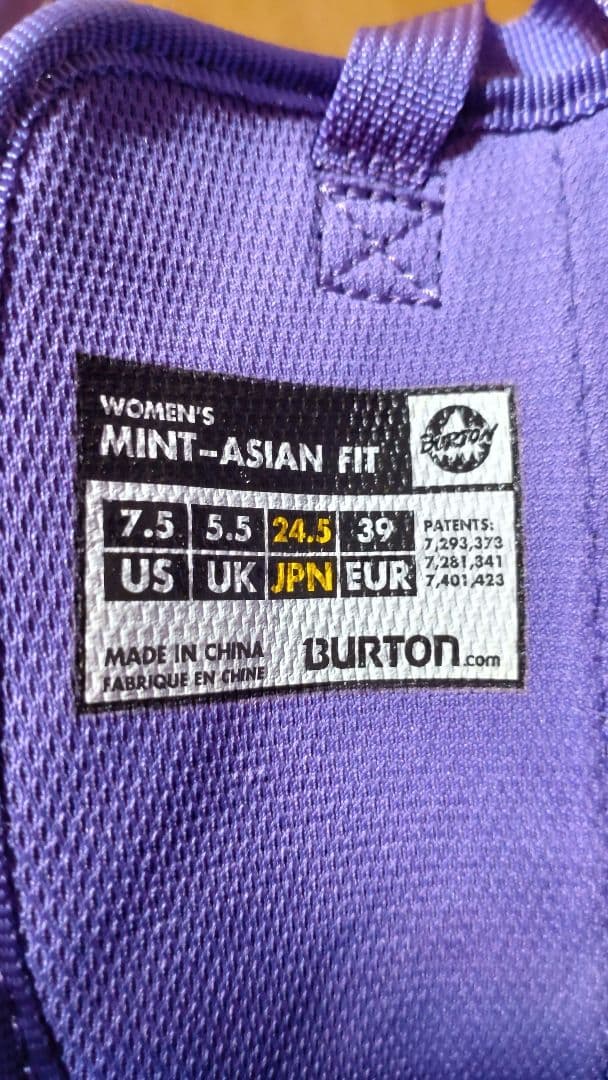 WOMEN'S
MINT-ASIAN FIT
BURTON
7.5 5.5 24.5 39
US UK JPN EUR
PATENTS:
7,293,373
7,281,341
7,401,423
MADE IN CHINA
FABRIQUE EN CHINE
BURTON.com